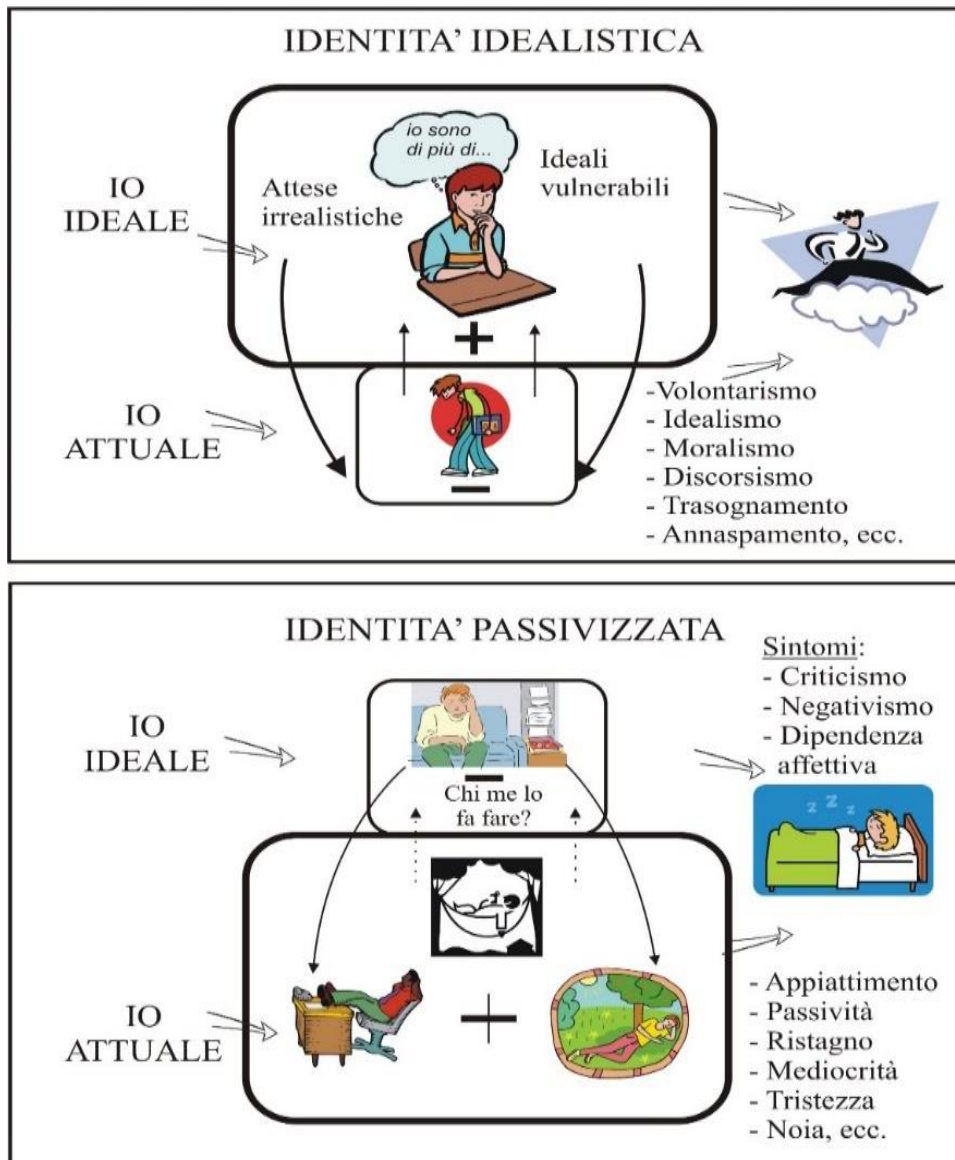 IDENTITA' IDEALISTICA
io sono
di più di...
IO
IDEALE
Attese
irrealistiche
Ideali
vulnerabili
+
IO
ATTUALE
-Volontarismo
- Idealismo
- Moralismo
- Discorsismo
- Trasognamento
- Annaspamento, ecc.
IDENTITA' PASSIVIZZATA
Sintomi:
- Criticismo
- Negativismo
- Dipendenza
affettiva
IO
IDEALE
Chi me lo
fa fare?
z z z
IO
ATTUALE
+
- Appiattimento
- Passività
- Ristagno
- Mediocrità
- Tristezza
- Noia, ecc.